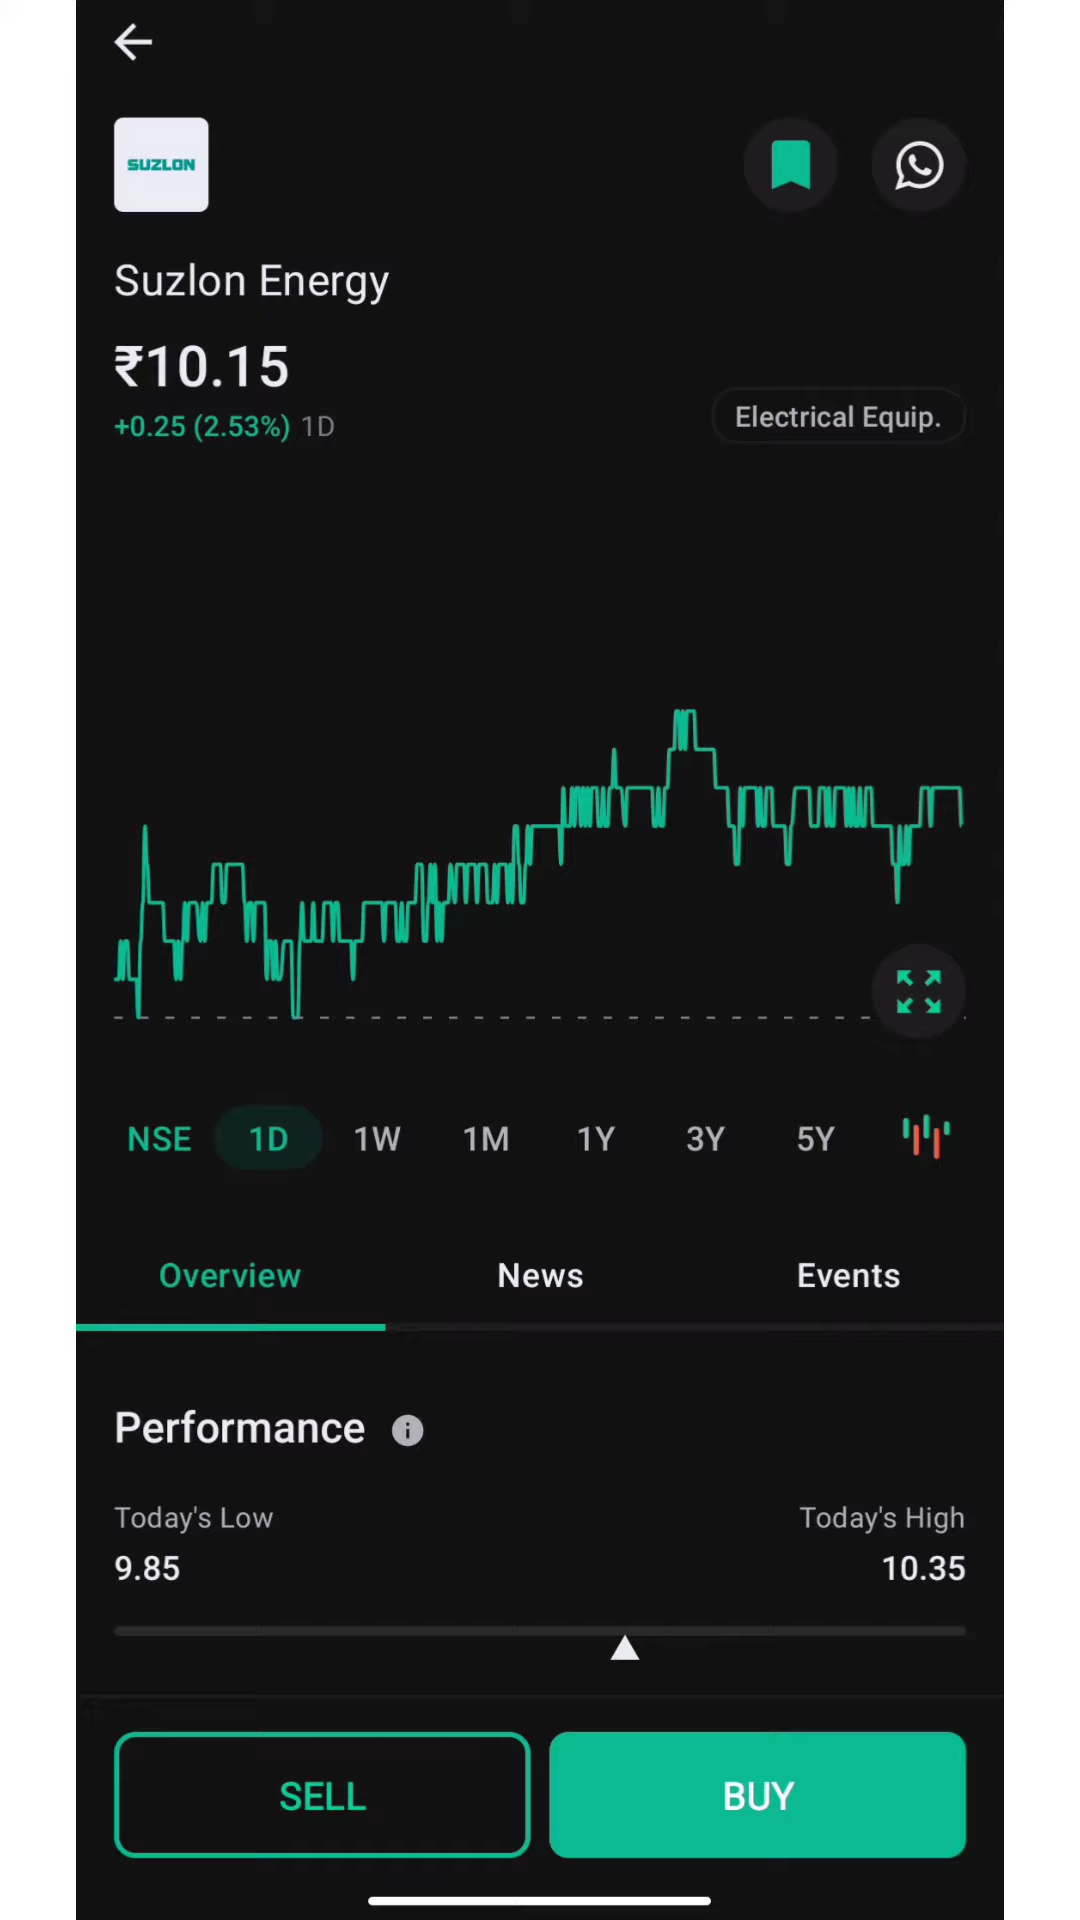 SUZLON
Suzlon Energy
₹10.15
+0.25 (2.53%) 1D
Electrical Equip.
NSE 1D 1W 1M 1Y 3Y 5Y
Overview News Events
Performance i
Today's Low Today's High
9.85 10.35
SELL BUY